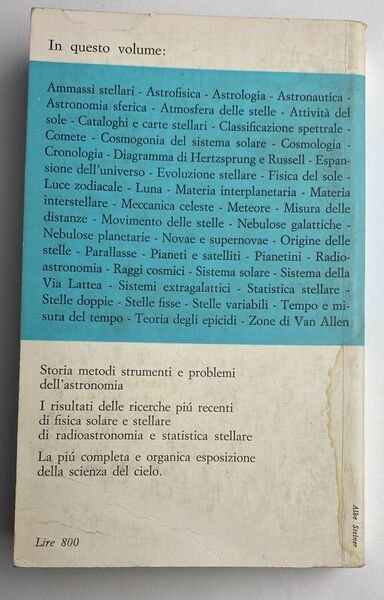 In questo volume:
Ammassi stellari - Astrofisica - Astrologia - Astronautica -
Astronomia sferica - Atmosfera delle stelle - Attività del
sole - Cataloghi e carte stellari - Classificazione spettrale -
Comete - Cosmogonia del sistema solare - Cosmologia -
Cronologia - Diagramma di Hertzsprung e Russell - Espan-
sione dell'universo - Evoluzione stellare - Fisica del sole -
Luce zodiacale - Luna - Materia interplanetaria - Materia
interstellare - Meccanica celeste - Meteore - Misura delle
distanze - Movimento delle stelle - Nebulose galattiche -
Nebulose planetarie - Novae e supernovae - Origine delle
stelle - Parallasse - Pianeti e satelliti - Pianetini - Radio-
astronomia - Raggi cosmici - Sistema solare - Sistema della
Via Lattea - Sistemi extragalattici - Statistica stellare -
Stelle doppie - Stelle fisse - Stelle variabili - Tempo e mi-
sura del tempo - Teoria degli epicidi - Zone di Van Allen
Storia metodi strumenti e problemi
dell'astronomia
I risultati delle ricerche piú recenti
di fisica solare e stellare
di radioastronomia e statistica stellare
La piú completa e organica esposizione
della scienza del cielo.
Lire 800
Albe Steiner